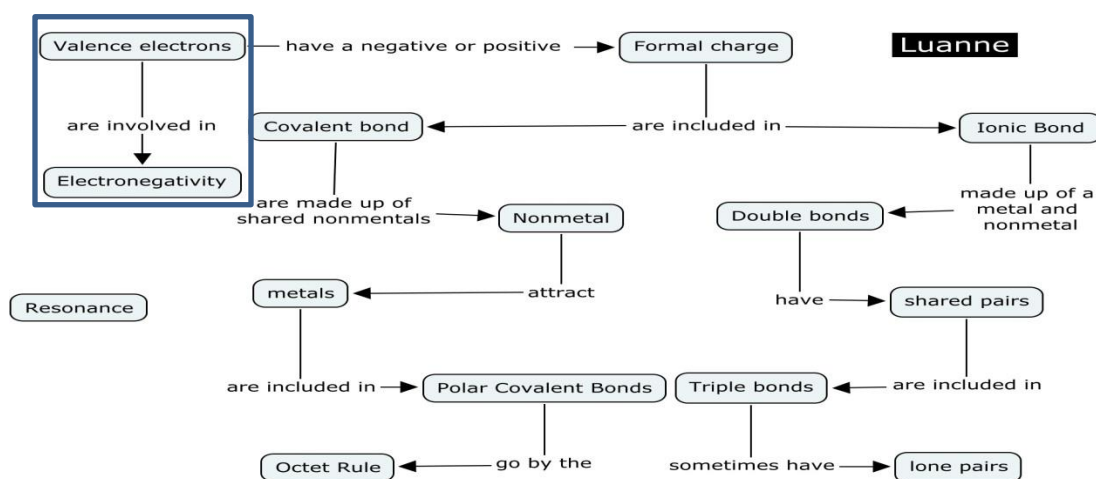 Valence electrons
have a negative or positive
Formal charge
Luanne
are involved in
Covalent bond
are included in
Ionic Bond
Electronegativity
are made up of
shared nonmentals
Nonmetal
Double bonds
made up of a
metal and
nonmetal
Resonance
metals
attract
have
shared pairs
are included in
Polar Covalent Bonds
Triple bonds
are included in
Octet Rule
go by the
sometimes have
lone pairs